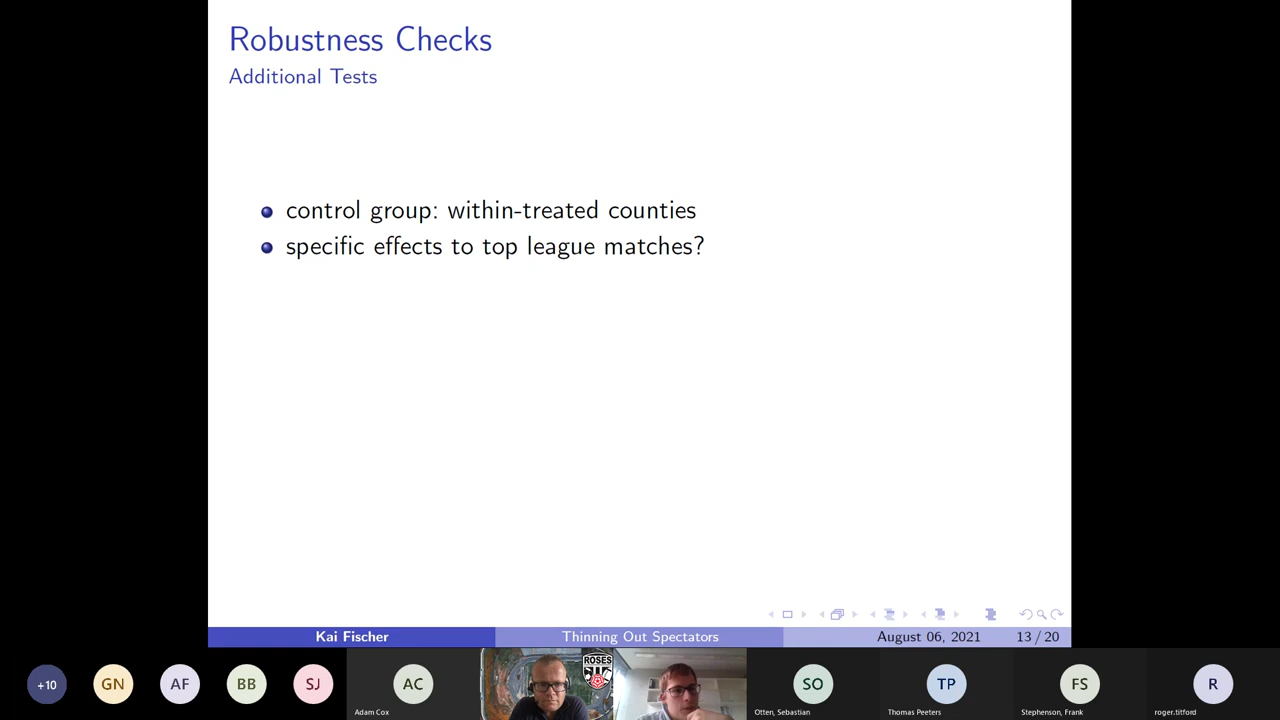 Robustness Checks
Additional Tests
control group: within-treated counties
specific effects to top league matches?
Kai Fischer
Thinning Out Spectators
August 06, 2021
13 / 20
+10
GN
AF
BB
SJ
AC
Adam Cox
ROSES
SO
Otten, Sebastian
TP
Thomas Peeters
FS
Stephenson, Frank
R
roger.titford